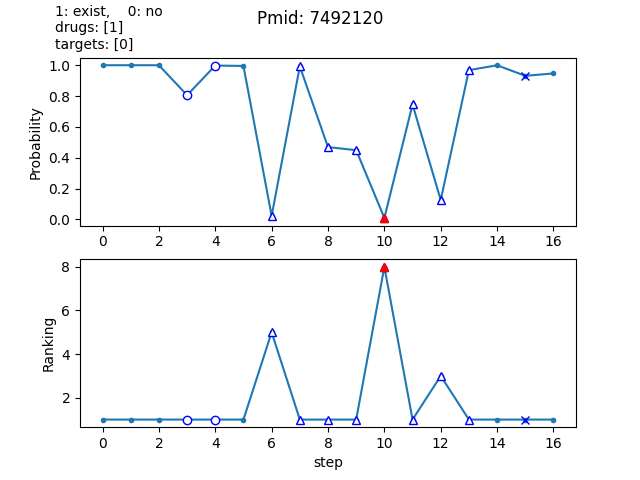 1: exist,    0: no
drugs: [1]
targets: [0]
Pmid: 7492120
Probability
1.0
0.8
0.6
0.4
0.2
0.0
0 2 4 6 8 10 12 14 16
Ranking
8
6
4
2
0 2 4 6 8 10 12 14 16
step